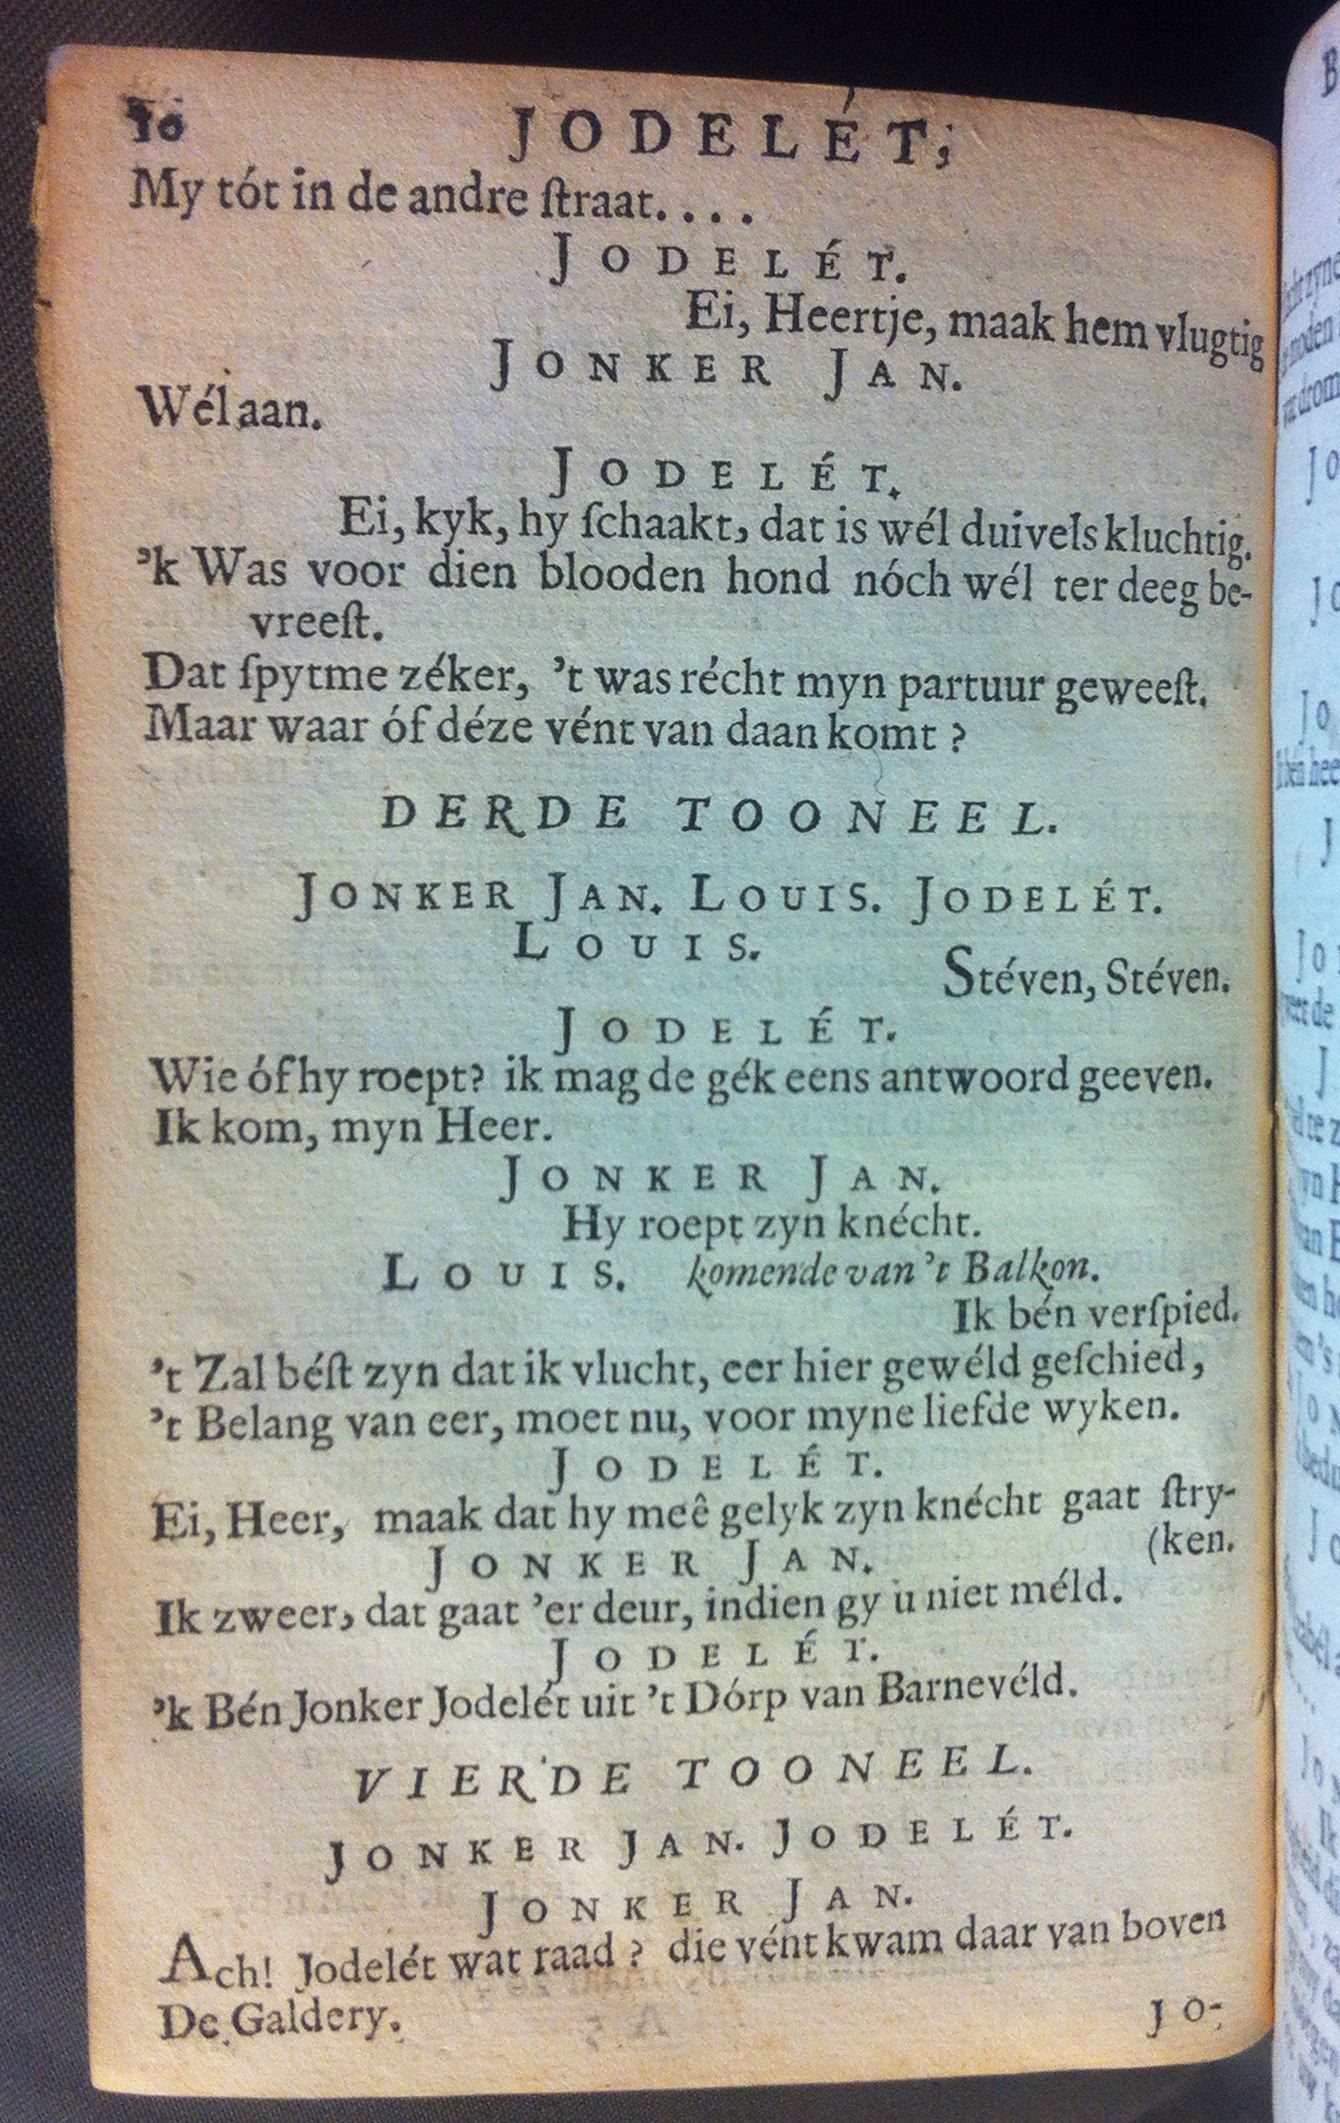 10 JODELÉT;
My tót in de andre ſtraat. . . .
JODELÉT.
Ei, Heertje, maak hem vlugtig
JONKER JAN.
Wél aan.
JODELÉT.
Ei, kyk, hy ſchaakt, dat is wél duivels kluchtig.
'k Was voor dien blooden hond nóch wél ter deeg be-
vreeſt.
Dat ſpytme zéker, 't was récht myn partuur geweeſt.
Maar waar óf déze vént van daan komt?
DERDE TOONEEL.
JONKER JAN. LOUIS. JODELÉT.
LOUIS.
Stéven, Stéven.
JODELÉT.
Wie óf hy roept? ik mag de gék eens antwoord geeven.
Ik kom, myn Heer.
JONKER JAN.
Hy roept zyn knécht.
LOUIS. komende van 't Balkon.
Ik bén verſpied.
't Zal béſt zyn dat ik vlucht, eer hier gewéld geſchied,
't Belang van eer, moet nu, voor myne liefde wyken.
JODELÉT.
Ei, Heer, maak dat hy meê gelyk zyn knécht gaat ſtry-
(ken.
JONKER JAN.
Ik zweer, dat gaat 'er deur, indien gy u niet méld.
JODELÉT.
'k Bén Jonker Jodelét uit 't Dórp van Barnevéld.
VIERDE TOONEEL.
JONKER JAN. JODELÉT.
JONKER JAN.
Ach! Jodelét wat raad? die vént kwam daar van boven
De Galdery.
JO-